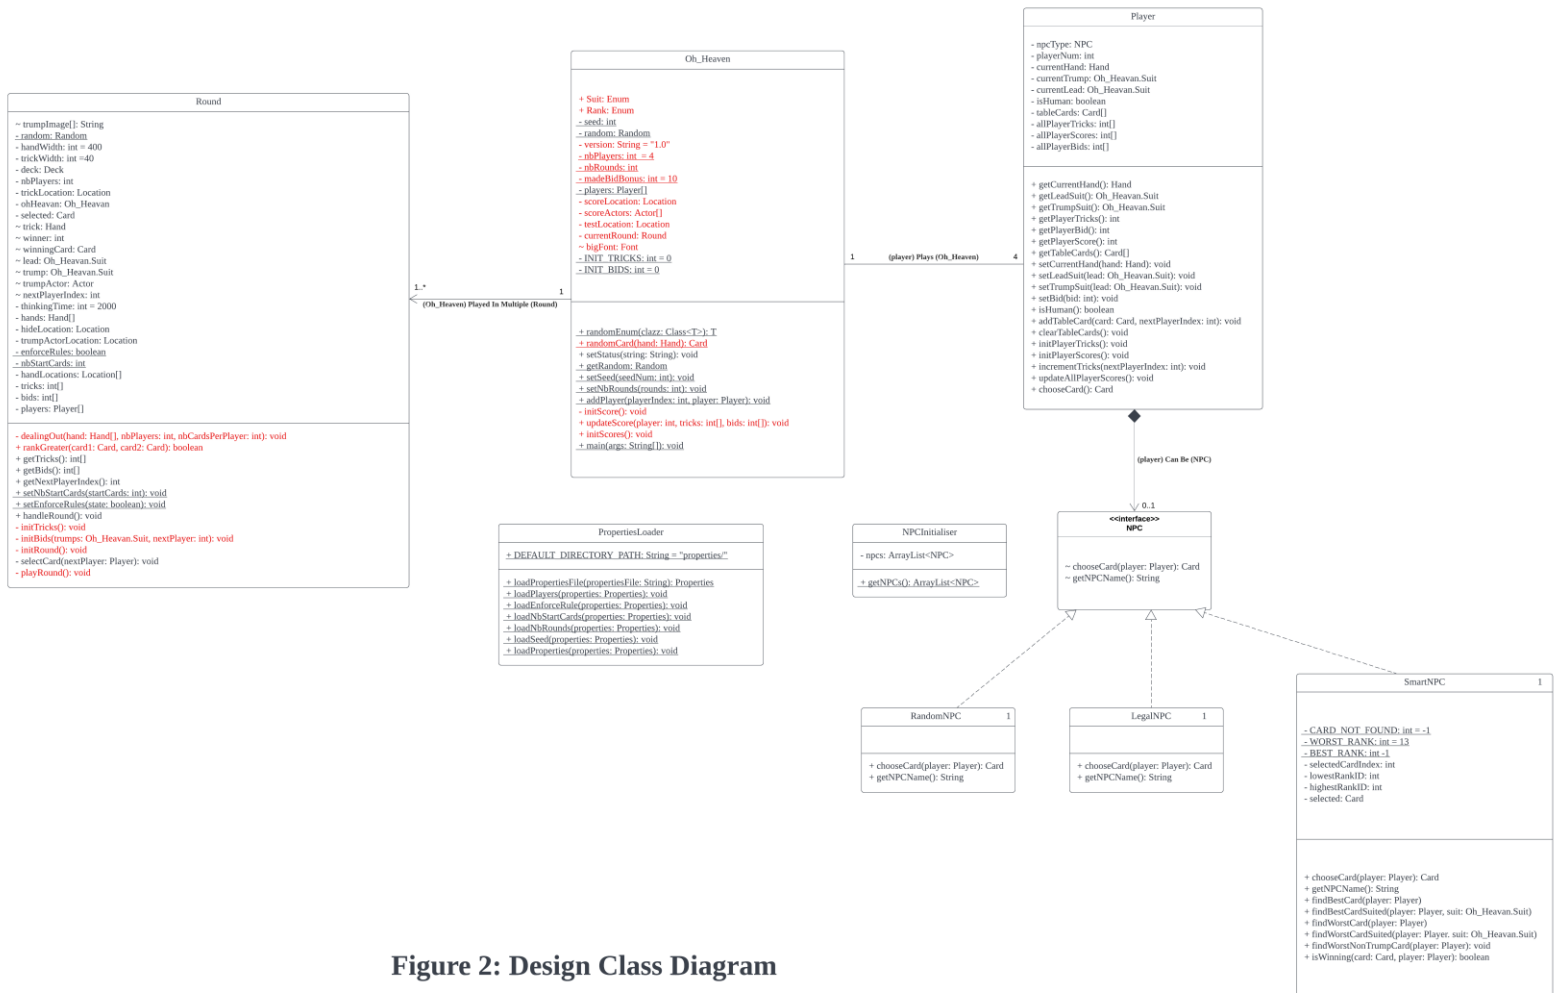 Round
~ trumpImage[]: String
- random: Random
- handWidth: int = 400
- trickWidth: int =40
- deck: Deck
- nbPlayers: int
- trickLocation: Location
- ohHeavan: Oh_Heavan
- selected: Card
~ trick: Hand
~ winner: int
~ winningCard: Card
~ lead: Oh_Heavan.Suit
~ trump: Oh_Heavan.Suit
~ trumpActor: Actor
~ nextPlayerIndex: int
- thinkingTime: int = 2000
- hands: Hand[]
- hideLocation: Location
- trumpActorLocation: Location
- enforceRules: boolean
- nbStartCards: int
- handLocations: Location[]
- tricks: int[]
- bids: int[]
- players: Player[]
- dealingOut(hand: Hand[], nbPlayers: int, nbCardsPerPlayer: int): void
+ rankGreater(card1: Card, card2: Card): boolean
+ getTricks(): int[]
+ getBids(): int[]
+ getNextPlayerIndex(): int
+ setNbStartCards(startCards: int): void
+ setEnforceRules(state: boolean): void
+ handleRound(): void
- initTricks(): void
- initBids(trumps: Oh_Heavan.Suit, nextPlayer: int): void
- initRound(): void
- selectCard(nextPlayer: Player): void
- playRound(): void
1..*
1
(Oh_Heaven) Played In Multiple (Round)
Oh_Heaven
+ Suit: Enum
+ Rank: Enum
- seed: int
- random: Random
- version: String = "1.0"
- nbPlayers: int = 4
- nbRounds: int
- madeBidBonus: int = 10
- players: Player[]
- scoreLocation: Location
- scoreActors: Actor[]
- testLocation: Location
- currentRound: Round
~ bigFont: Font
- INIT_TRICKS: int = 0
- INIT_BIDS: int = 0
+ randomEnum(clazz: Class<T>): T
+ randomCard(hand: Hand): Card
+ setStatus(string: String): void
+ getRandom: Random
+ setSeed(seedNum: int): void
+ setNbRounds(rounds: int): void
+ addPlayer(playerIndex: int, player: Player): void
- initScore(): void
+ updateScore(player: int, tricks: int[], bids: int[]): void
+ initScores(): void
+ main(args: String[]): void
1
(player) Plays (Oh_Heaven)
4
Player
- npcType: NPC
- playerNum: int
- currentHand: Hand
- currentTrump: Oh_Heavan.Suit
- currentLead: Oh_Heavan.Suit
- isHuman: boolean
- tableCards: Card[]
- allPlayerTricks: int[]
- allPlayerScores: int[]
- allPlayerBids: int[]
+ getCurrentHand(): Hand
+ getLeadSuit(): Oh_Heavan.Suit
+ getTrumpSuit(): Oh_Heavan.Suit
+ getPlayerTricks(): int
+ getPlayerBid(): int
+ getPlayerScore(): int
+ getTableCards(): Card[]
+ setCurrentHand(hand: Hand): void
+ setLeadSuit(lead: Oh_Heavan.Suit): void
+ setTrumpSuit(lead: Oh_Heavan.Suit): void
+ setBid(bid: int): void
+ isHuman(): boolean
+ addTableCard(card: Card, nextPlayerIndex: int): void
+ clearTableCards(): void
+ initPlayerTricks(): void
+ initPlayerScores(): void
+ incrementTricks(nextPlayerIndex: int): void
+ updateAllPlayerScores(): void
+ chooseCard(): Card
(player) Can Be (NPC)
0..1
<<interface>>
NPC
~ chooseCard(player: Player): Card
~ getNPCName(): String
PropertiesLoader
+ DEFAULT_DIRECTORY_PATH: String = "properties/"
+ loadPropertiesFile(propertiesFile: String): Properties
+ loadPlayers(properties: Properties): void
+ loadEnforceRule(properties: Properties): void
+ loadNbStartCards(properties: Properties): void
+ loadNbRounds(properties: Properties): void
+ loadSeed(properties: Properties): void
+ loadProperties(properties: Properties): void
NPCInitialiser
- npcs: ArrayList<NPC>
+ getNPCs(): ArrayList<NPC>
RandomNPC 1
+ chooseCard(player: Player): Card
+ getNPCName(): String
LegalNPC 1
+ chooseCard(player: Player): Card
+ getNPCName(): String
SmartNPC 1
- CARD_NOT_FOUND: int = -1
- WORST_RANK: int = 13
- BEST_RANK: int -1
- selectedCardIndex: int
- lowestRankID: int
- highestRankID: int
- selected: Card
+ chooseCard(player: Player): Card
+ getNPCName(): String
+ findBestCard(player: Player)
+ findBestCardSuited(player: Player, suit: Oh_Heavan.Suit)
+ findWorstCard(player: Player)
+ findWorstCardSuited(player: Player. suit: Oh_Heavan.Suit)
+ findWorstNonTrumpCard(player: Player): void
+ isWinning(card: Card, player: Player): boolean
Figure 2: Design Class Diagram